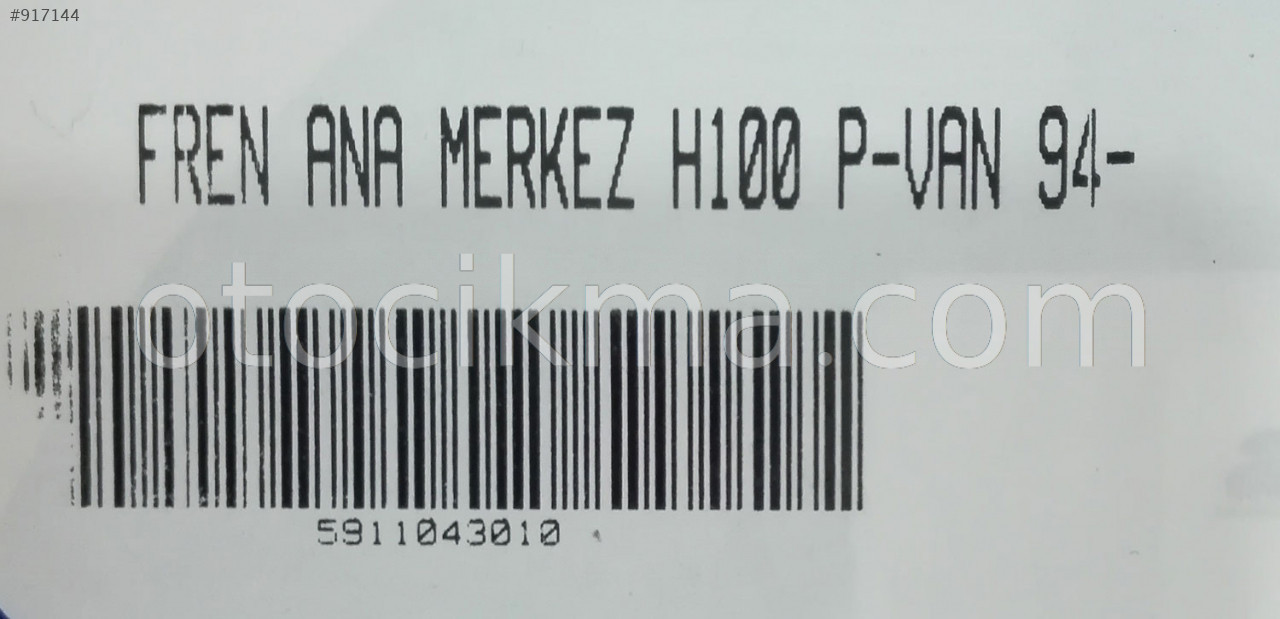 #917144
FREN ANA MERKEZ H100 P-VAN 94-
otocikma.com
5911043010